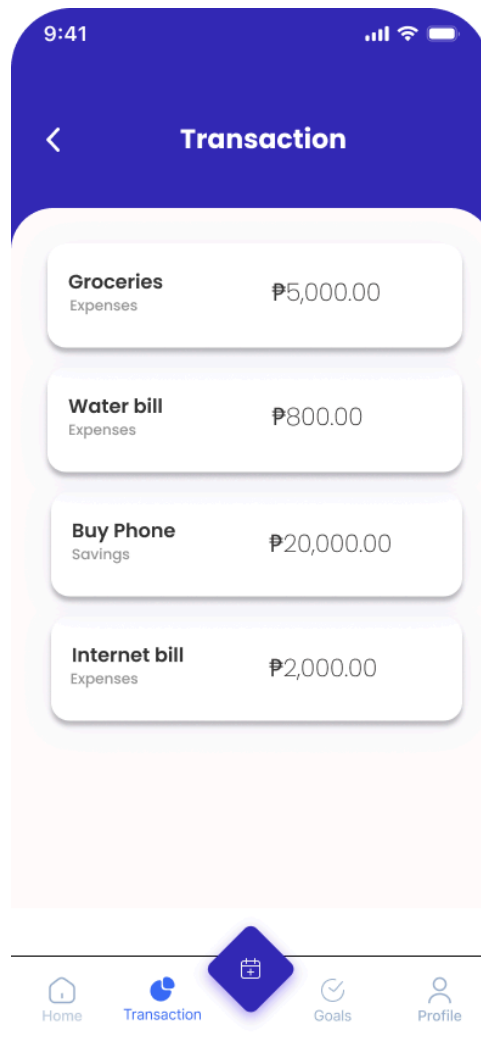 9:41
Transaction
Groceries
Expenses
₱5,000.00
Water bill
Expenses
₱800.00
Buy Phone
Savings
₱20,000.00
Internet bill
Expenses
₱2,000.00
Home
Transaction
Goals
Profile